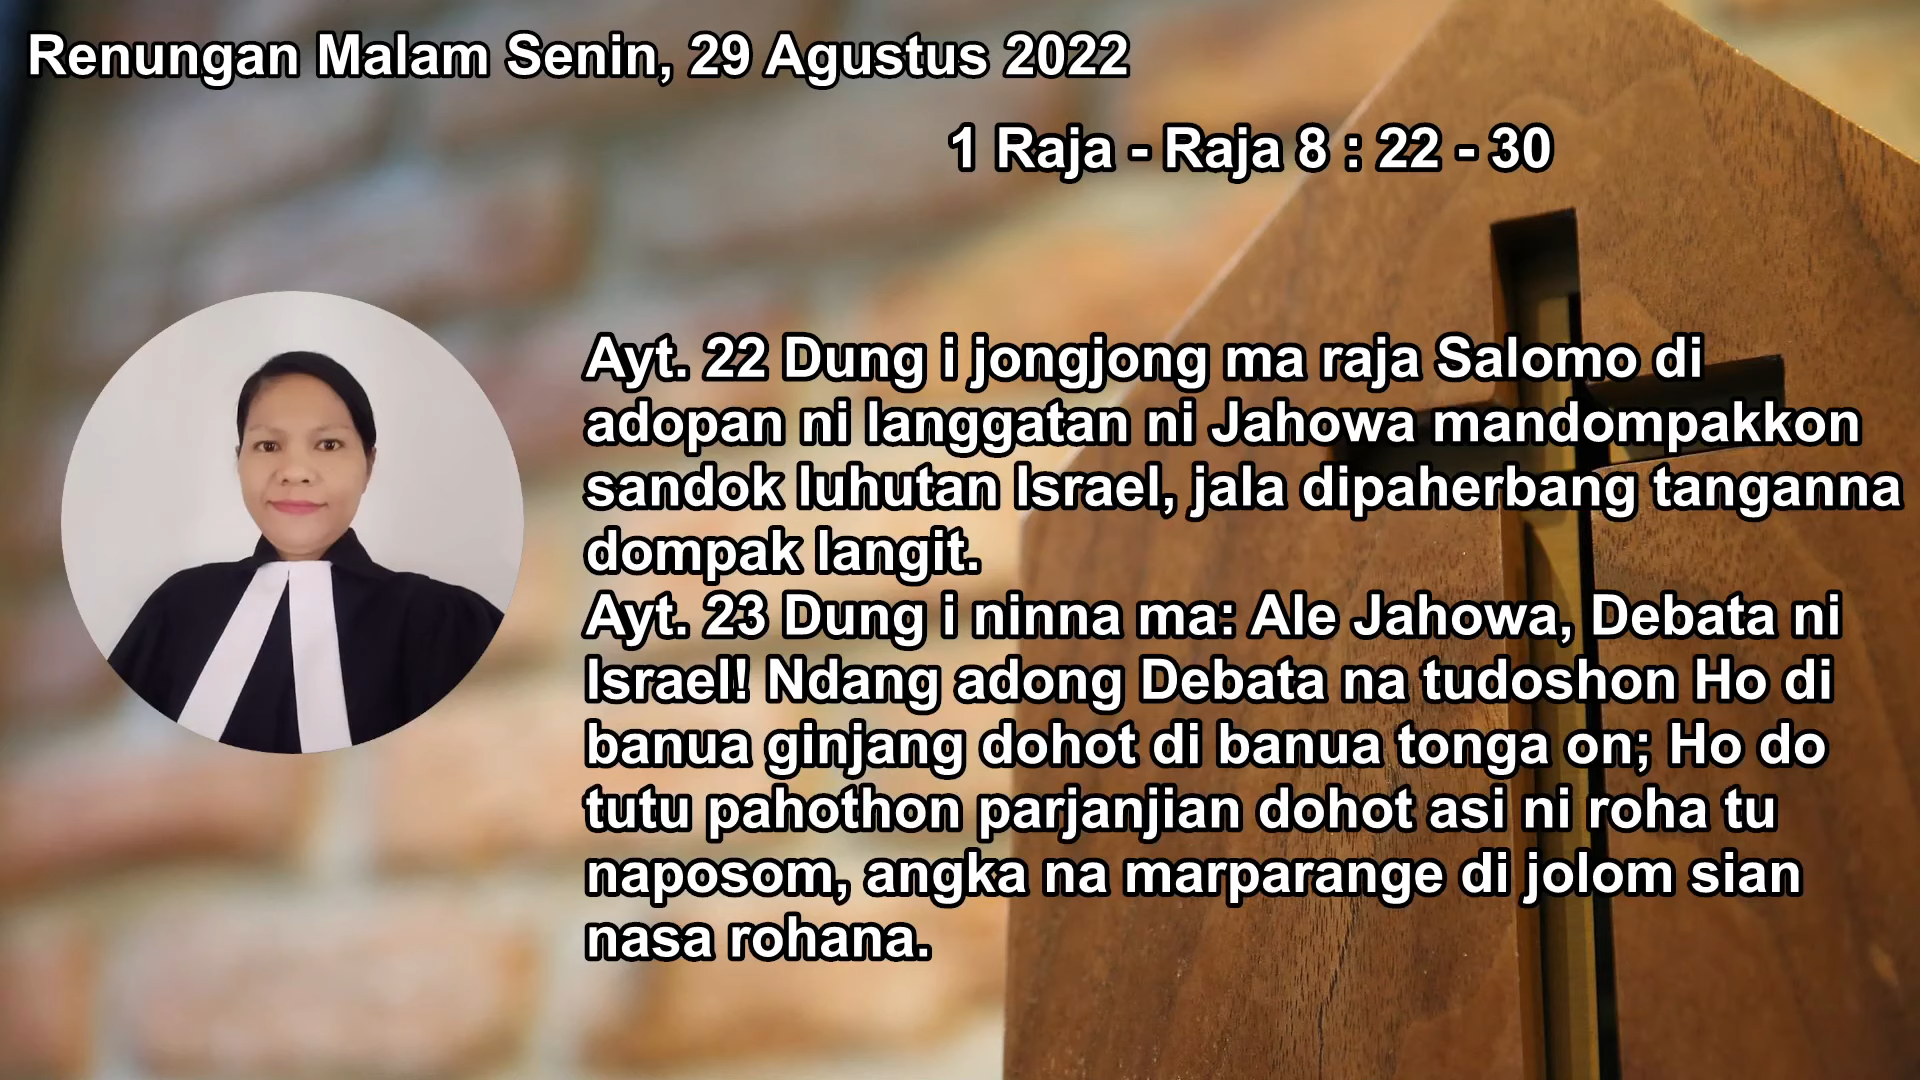 Renungan Malam Senin, 29 Agustus 2022
1 Raja - Raja 8 : 22 - 30
Ayt. 22 Dung i jongjong ma raja Salomo di
adopan ni langgatan ni Jahowa mandompakkon
sandok luhutan Israel, jala dipaherbang tanganna
dompak langit.
Ayt. 23 Dung i ninna ma: Ale Jahowa, Debata ni
Israel! Ndang adong Debata na tudoshon Ho di
banua ginjang dohot di banua tonga on; Ho do
tutu pahothon parjanjian dohot asi ni roha tu
naposom, angka na marparange di jolom sian
nasa rohana.